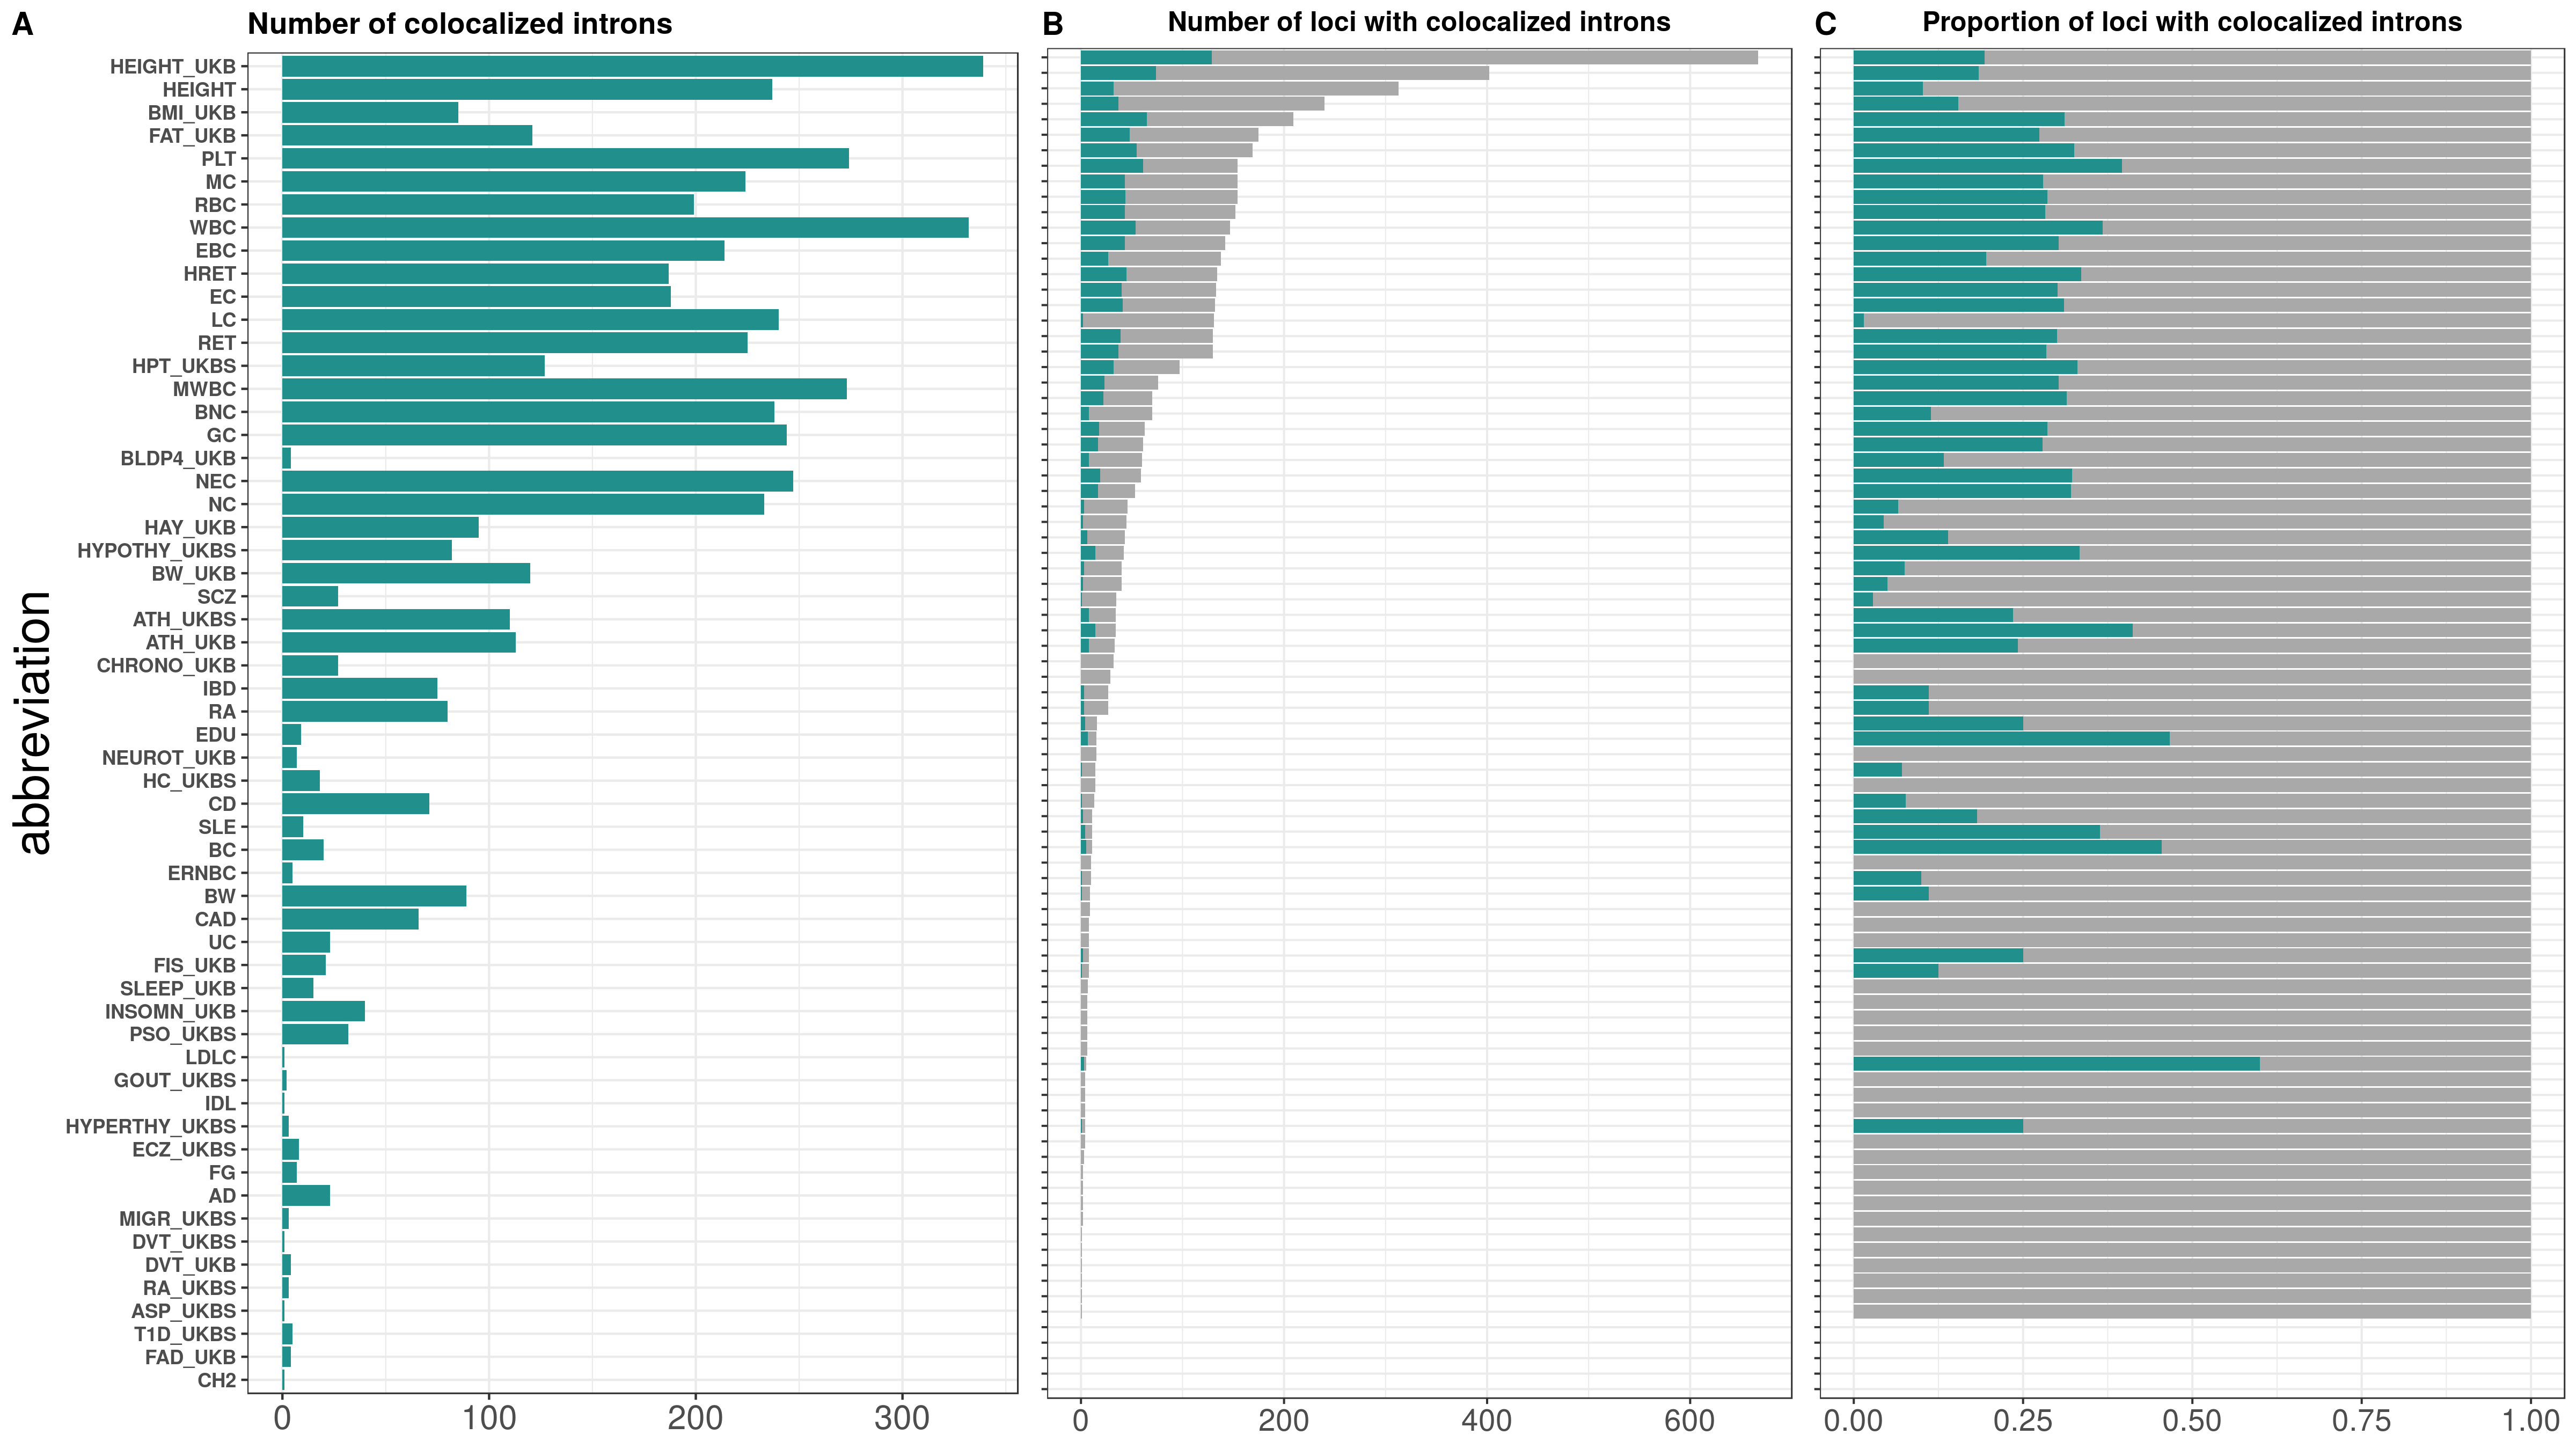 A
Number of colocalized introns
B
Number of loci with colocalized introns
C
Proportion of loci with colocalized introns
abbreviation
HEIGHT_UKB
HEIGHT
BMI_UKB
FAT_UKB
PLT
MC
RBC
WBC
EBC
HRET
EC
LC
RET
HPT_UKBS
MWBC
BNC
GC
BLDP4_UKB
NEC
NC
HAY_UKB
HYPOTHY_UKBS
BW_UKB
SCZ
ATH_UKBS
ATH_UKB
CHRONO_UKB
IBD
RA
EDU
NEUROT_UKB
HC_UKBS
CD
SLE
BC
ERNBC
BW
CAD
UC
FIS_UKB
SLEEP_UKB
INSOMN_UKB
PSO_UKBS
LDLC
GOUT_UKBS
IDL
HYPERTHY_UKBS
ECZ_UKBS
FG
AD
MIGR_UKBS
DVT_UKBS
DVT_UKB
RA_UKBS
ASP_UKBS
T1D_UKBS
FAD_UKB
CH2
0 100 200 300
0 200 400 600
0.00 0.25 0.50 0.75 1.00